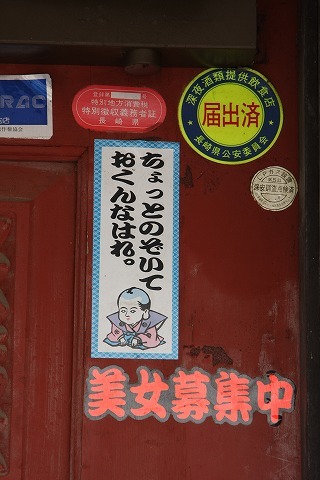 RAC
登録第
特別地方消費税
特別徴収義務者証
長崎県
深夜酒類提供飲食店
届出済
長崎県公安委員会
ちょっとのぞいて
おくんなはれ。
美女募集中